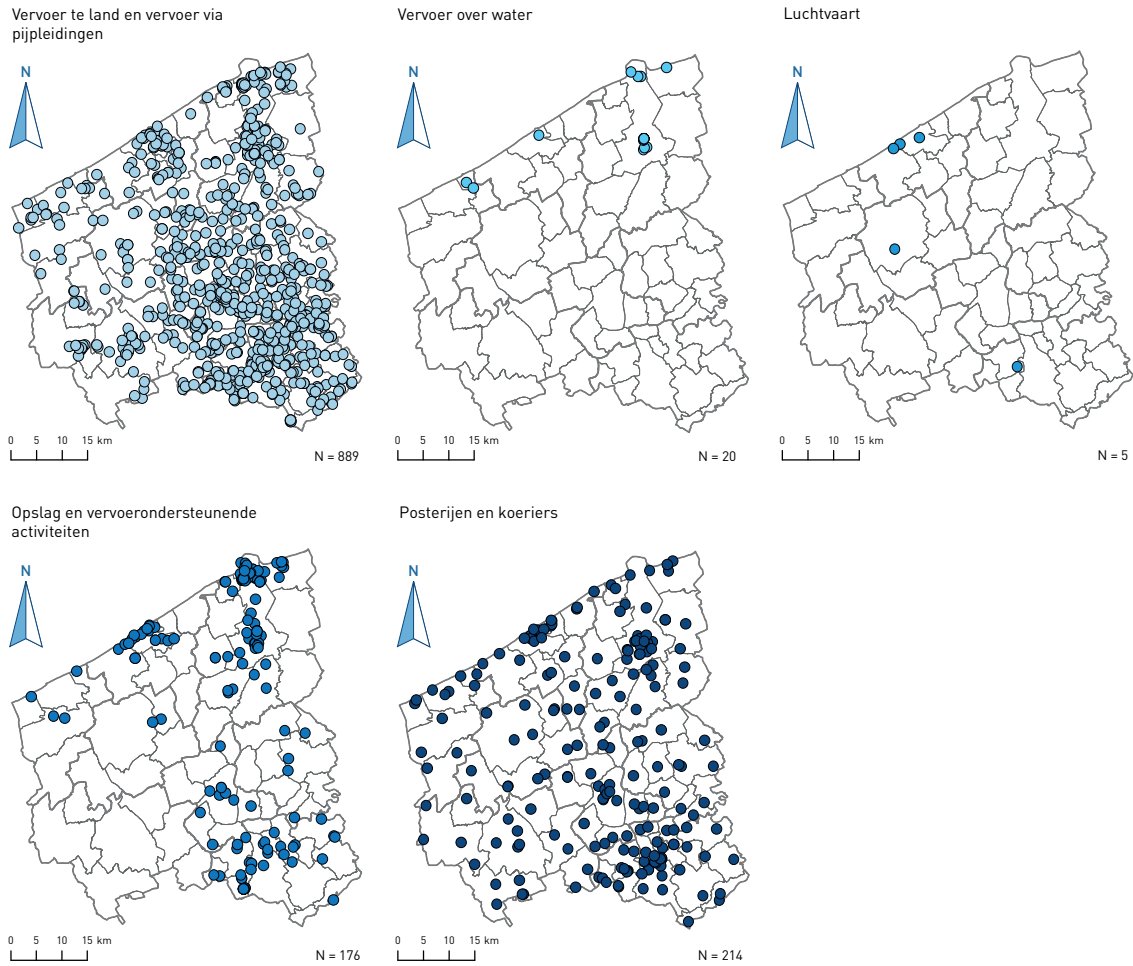 Vervoer te land en vervoer via
pijpleidingen
N
0 5 10 15 km
N = 889
Vervoer over water
N
0 5 10 15 km
N = 20
Luchtvaart
N
0 5 10 15 km
N = 5
Opslag en vervoerondersteunende
activiteiten
N
0 5 10 15 km
N = 176
Posterijen en koeriers
N
0 5 10 15 km
N = 214